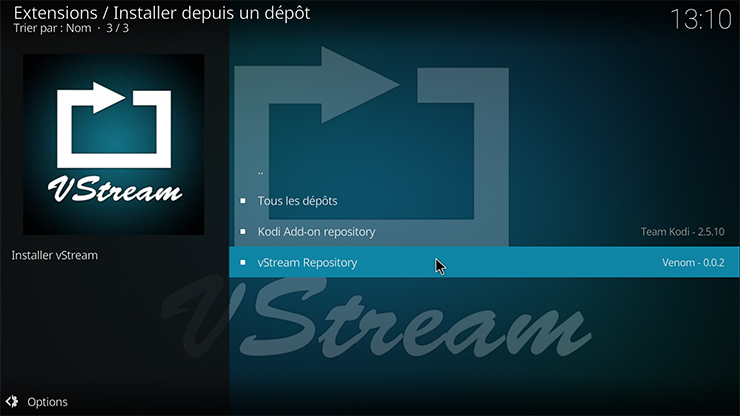 Extensions / Installer depuis un dépôt
Trier par : Nom · 3 / 3
13:10
VStream
..
Tous les dépôts
Kodi Add-on repository Team Kodi - 2.5.10
vStream Repository Venom - 0.0.2
Installer vStream
VStream
Options